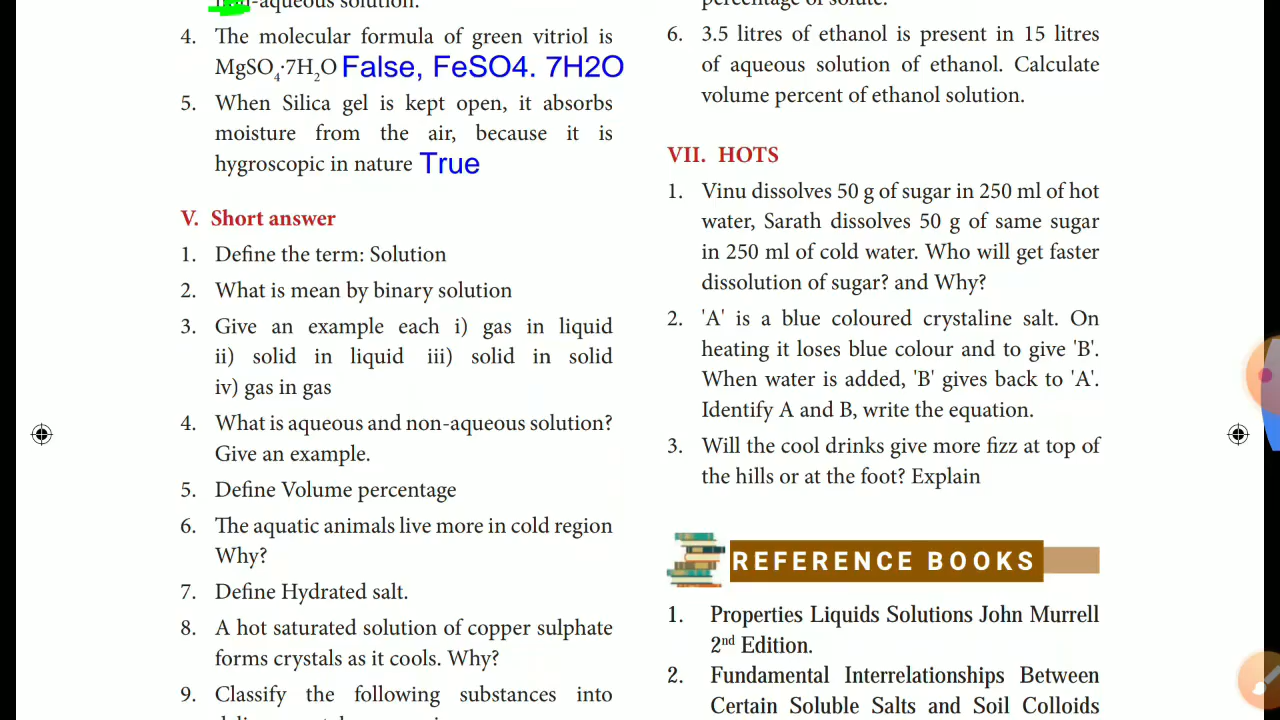 -aqueous solution.
4. The molecular formula of green vitriol is
MgSO₄·7H₂O False, FeSO4. 7H2O
5. When Silica gel is kept open, it absorbs
moisture from the air, because it is
hygroscopic in nature True
V. Short answer
1. Define the term: Solution
2. What is mean by binary solution
3. Give an example each i) gas in liquid
ii) solid in liquid iii) solid in solid
iv) gas in gas
4. What is aqueous and non-aqueous solution?
Give an example.
5. Define Volume percentage
6. The aquatic animals live more in cold region
Why?
7. Define Hydrated salt.
8. A hot saturated solution of copper sulphate
forms crystals as it cools. Why?
9. Classify the following substances into
percentage of solute.
6. 3.5 litres of ethanol is present in 15 litres
of aqueous solution of ethanol. Calculate
volume percent of ethanol solution.
VII. HOTS
1. Vinu dissolves 50 g of sugar in 250 ml of hot
water, Sarath dissolves 50 g of same sugar
in 250 ml of cold water. Who will get faster
dissolution of sugar? and Why?
2. 'A' is a blue coloured crystaline salt. On
heating it loses blue colour and to give 'B'.
When water is added, 'B' gives back to 'A'.
Identify A and B, write the equation.
3. Will the cool drinks give more fizz at top of
the hills or at the foot? Explain
REFERENCE BOOKS
1. Properties Liquids Solutions John Murrell
2nd Edition.
2. Fundamental Interrelationships Between
Certain Soluble Salts and Soil Colloids